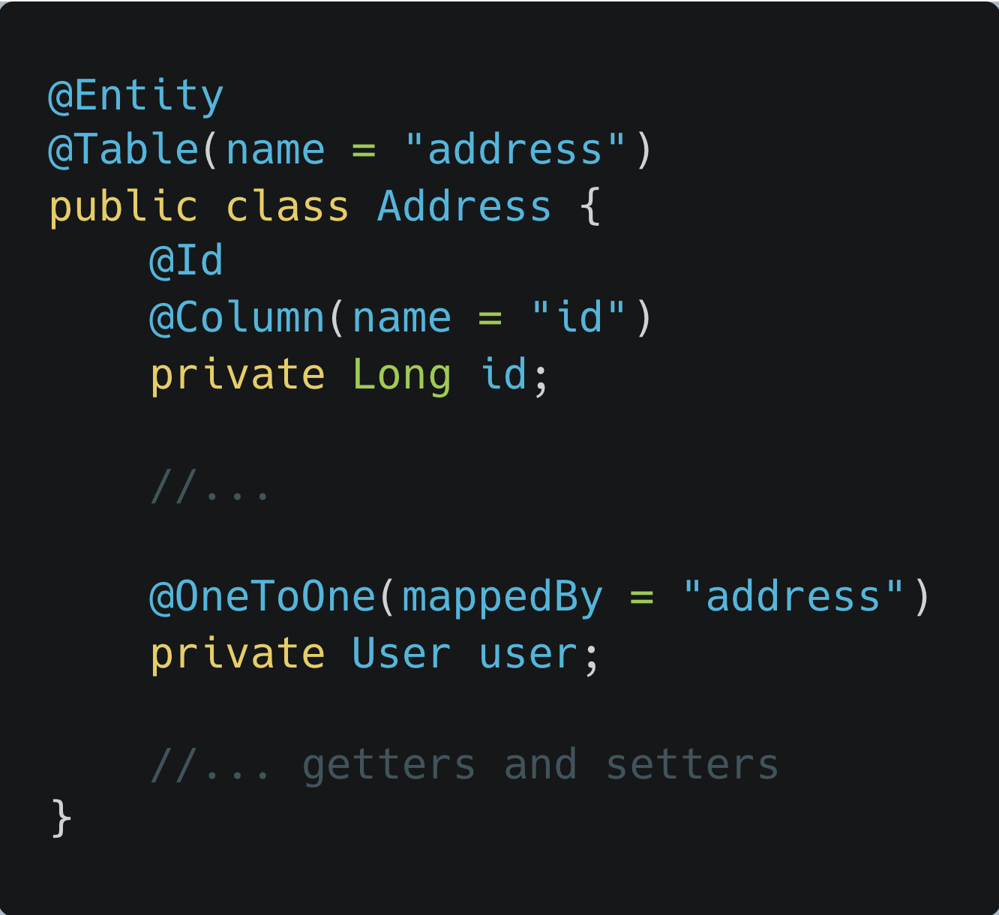 @Entity
@Table(name = "address")
public class Address {
    @Id
    @Column(name = "id")
    private Long id;

    //...

    @OneToOne(mappedBy = "address")
    private User user;

    //... getters and setters
}